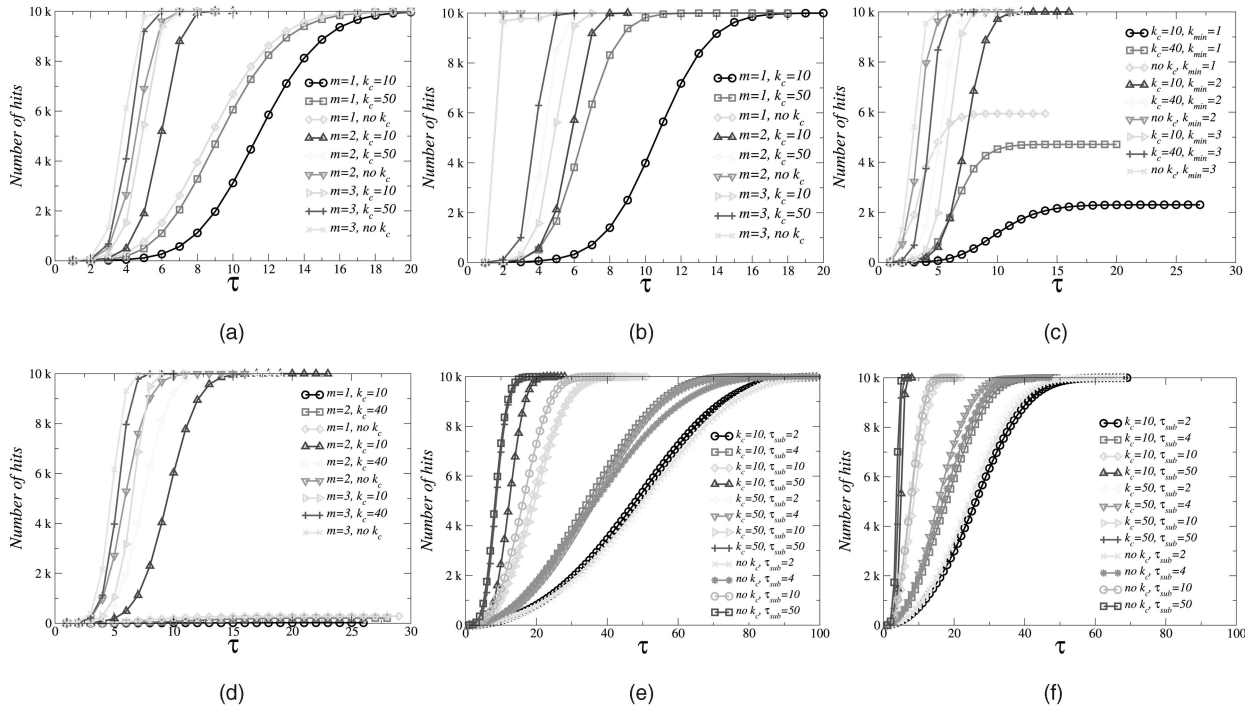 10 k
8 k
6 k
4 k
2 k
0
Number of hits
0 2 4 6 8 10 12 14 16 18 20
τ
m=1, k_c=10
m=1, k_c=50
m=1, no k_c
m=2, k_c=10
m=2, k_c=50
m=2, no k_c
m=3, k_c=10
m=3, k_c=50
m=3, no k_c
(a)
10 k
8 k
6 k
4 k
2 k
0
Number of hits
0 2 4 6 8 10 12 14 16 18 20
τ
m=1, k_c=10
m=1, k_c=50
m=1, no k_c
m=2, k_c=10
m=2, k_c=50
m=2, no k_c
m=3, k_c=10
m=3, k_c=50
m=3, no k_c
(b)
10 k
8 k
6 k
4 k
2 k
0
Number of hits
0 5 10 15 20 25 30
τ
k_c=10, k_min=1
k_c=40, k_min=1
no k_c, k_min=1
k_c=10, k_min=2
k_c=40, k_min=2
no k_c, k_min=2
k_c=10, k_min=3
k_c=40, k_min=3
no k_c, k_min=3
(c)
10 k
8 k
6 k
4 k
2 k
0
Number of hits
0 5 10 15 20 25 30
τ
m=1, k_c=10
m=2, k_c=40
m=1, no k_c
m=2, k_c=10
m=2, k_c=40
m=2, no k_c
m=3, k_c=10
m=3, k_c=40
m=3, no k_c
(d)
10 k
8 k
6 k
4 k
2 k
0
Number of hits
0 20 40 60 80 100
τ
k_c=10, τ_sub=2
k_c=10, τ_sub=4
k_c=10, τ_sub=10
k_c=10, τ_sub=50
k_c=50, τ_sub=2
k_c=50, τ_sub=4
k_c=50, τ_sub=10
k_c=50, τ_sub=50
no k_c, τ_sub=2
no k_c, τ_sub=4
no k_c, τ_sub=10
no k_c, τ_sub=50
(e)
10 k
8 k
6 k
4 k
2 k
0
Number of hits
0 20 40 60 80 100
τ
k_c=10, τ_sub=2
k_c=10, τ_sub=4
k_c=10, τ_sub=10
k_c=10, τ_sub=50
k_c=50, τ_sub=2
k_c=50, τ_sub=4
k_c=50, τ_sub=10
k_c=50, τ_sub=50
no k_c, τ_sub=2
no k_c, τ_sub=4
no k_c, τ_sub=10
no k_c, τ_sub=50
(f)